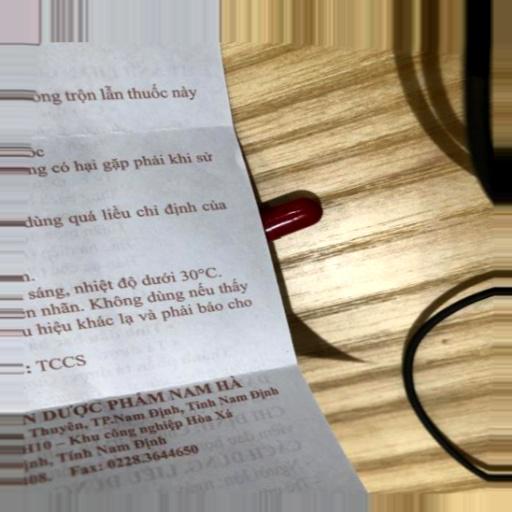 ong trộn lẫn thuốc này
ng có hại gặp phải khi sử
dùng quá liều chỉ định của
sáng, nhiệt độ dưới 30°C.
n nhãn. Không dùng nếu thấy
u hiệu khác lạ và phải báo cho
: TCCS
N DƯỢC PHẨM NAM HÀ
Thuyên, TP.Nam Định, Tỉnh Nam Định
H10 – Khu công nghiệp Hòa Xá
ịnh, Tỉnh Nam Định
08. Fax: 0228.3644650